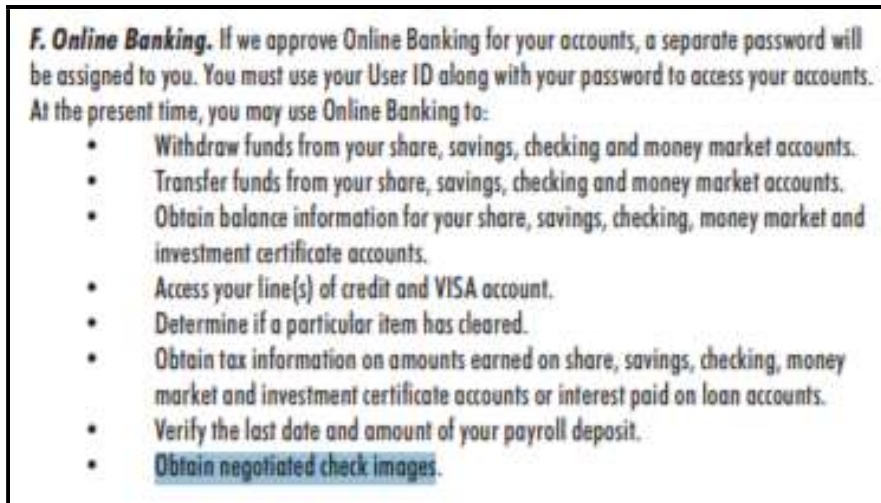 F. Online Banking. If we approve Online Banking for your accounts, a separate password will
be assigned to you. You must use your User ID along with your password to access your accounts.
At the present time, you may use Online Banking to:
• Withdraw funds from your share, savings, checking and money market accounts.
• Transfer funds from your share, savings, checking and money market accounts.
• Obtain balance information for your share, savings, checking, money market and
investment certificate accounts.
• Access your line(s) of credit and VISA account.
• Determine if a particular item has cleared.
• Obtain tax information on amounts earned on share, savings, checking, money
market and investment certificate accounts or interest paid on loan accounts.
• Verify the last date and amount of your payroll deposit.
• Obtain negotiated check images.